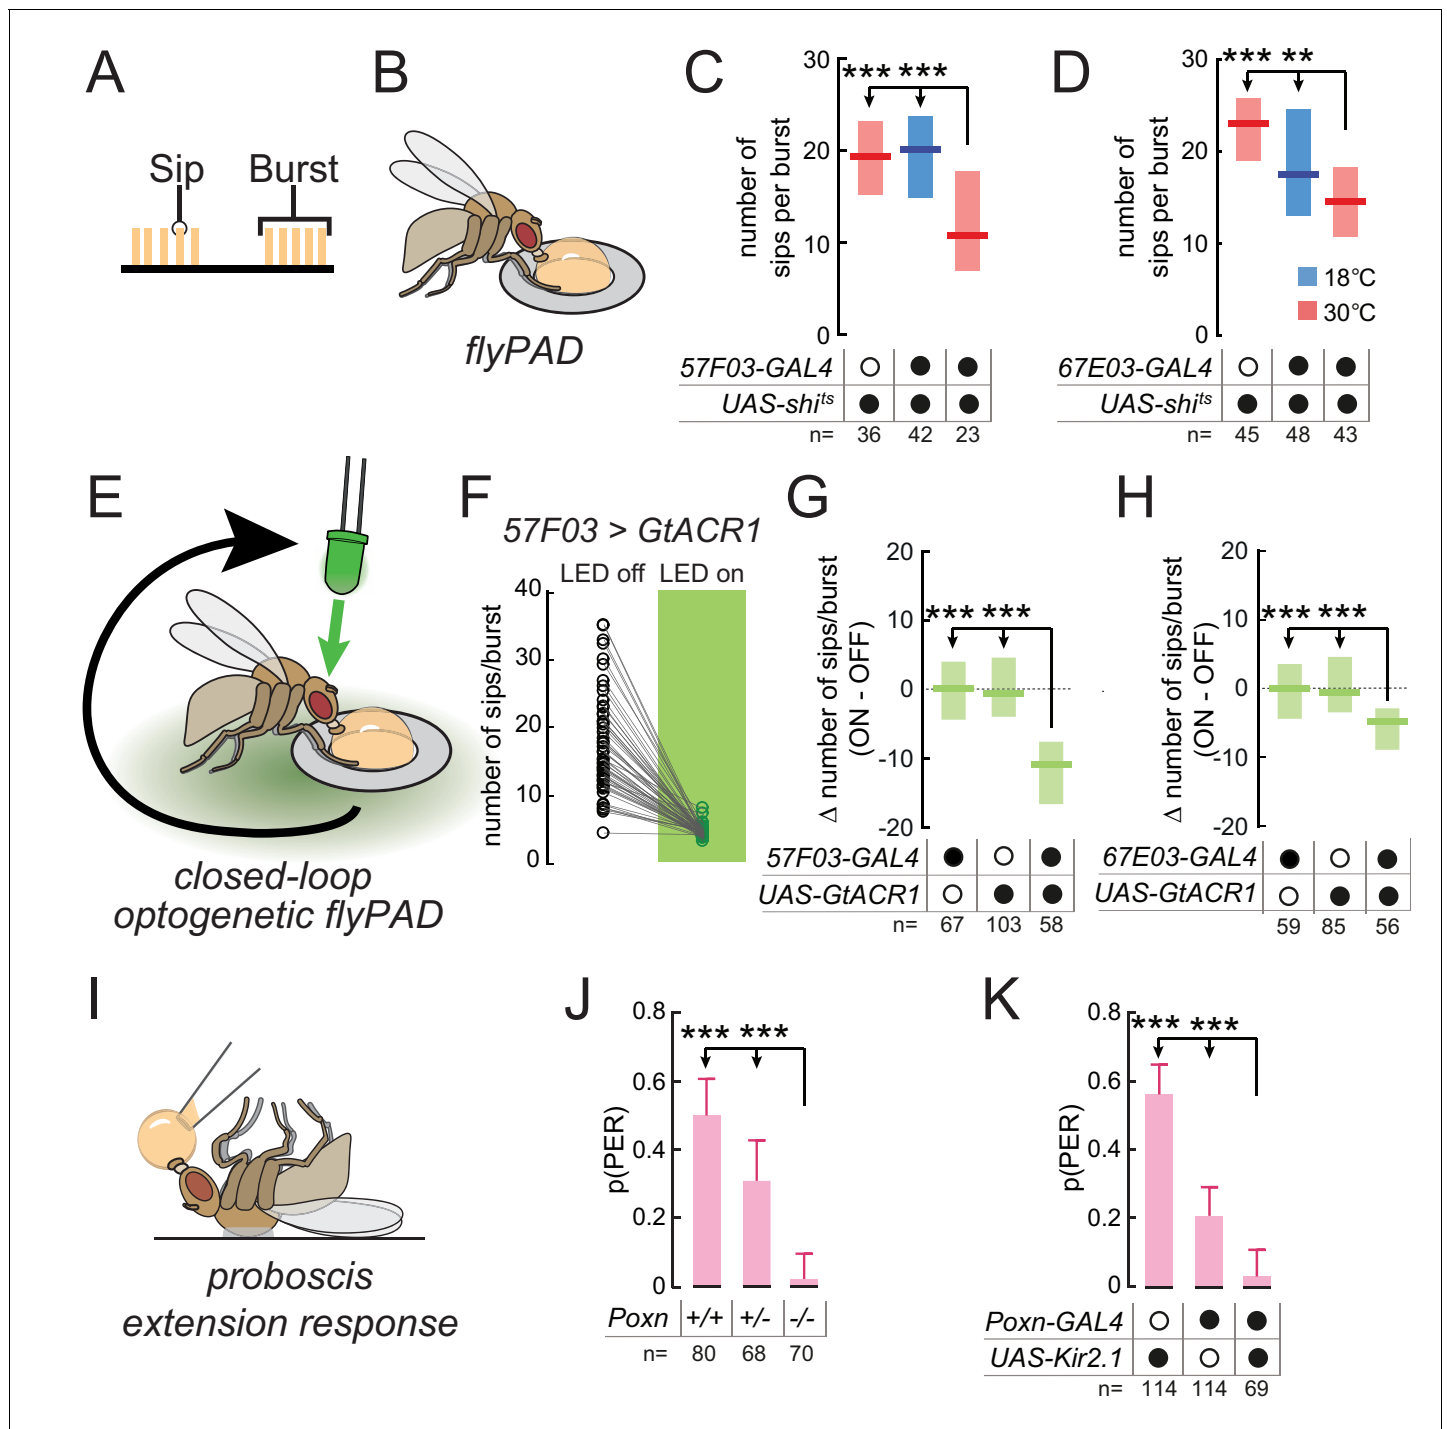 A
Sip Burst
B
flyPAD
C
number of
sips per burst
30
20
10
0
*** ***
57F03-GAL4
UAS-shits
n= 36 42 23
D
number of
sips per burst
30
20
10
0
*** **
18°C
30°C
67E03-GAL4
UAS-shits
n= 45 48 43
E
closed-loop
optogenetic flyPAD
F
57F03 > GtACR1
LED off LED on
number of sips/burst
40
30
20
10
0
G
Δ number of sips/burst
(ON - OFF)
20
10
0
-10
-20
*** ***
57F03-GAL4
UAS-GtACR1
n= 67 103 58
H
Δ number of sips/burst
(ON - OFF)
20
10
0
-10
-20
*** ***
67E03-GAL4
UAS-GtACR1
59 85 56
I
proboscis
extension response
J
p(PER)
0.8
0.6
0.4
0.2
0
*** ***
Poxn +/+ +/- -/-
n= 80 68 70
K
p(PER)
0.8
0.6
0.4
0.2
0
*** ***
Poxn-GAL4
UAS-Kir2.1
n= 114 114 69